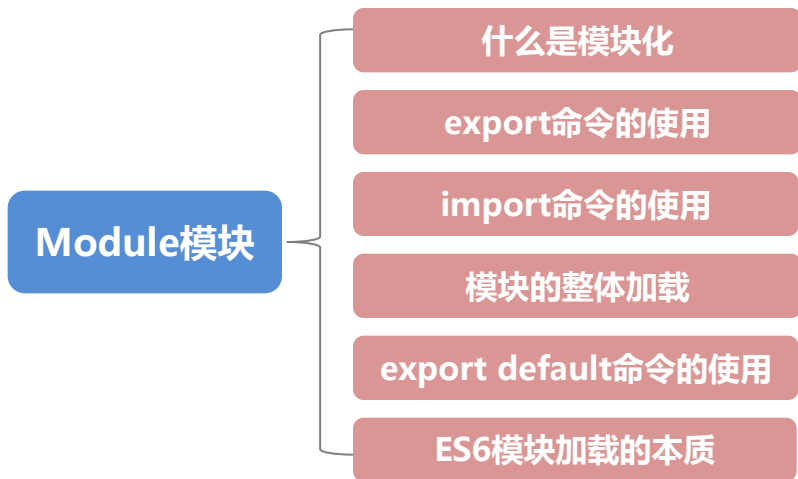 什么是模块化
export命令的使用
import命令的使用
Module模块
模块的整体加载
export default命令的使用
ES6模块加载的本质